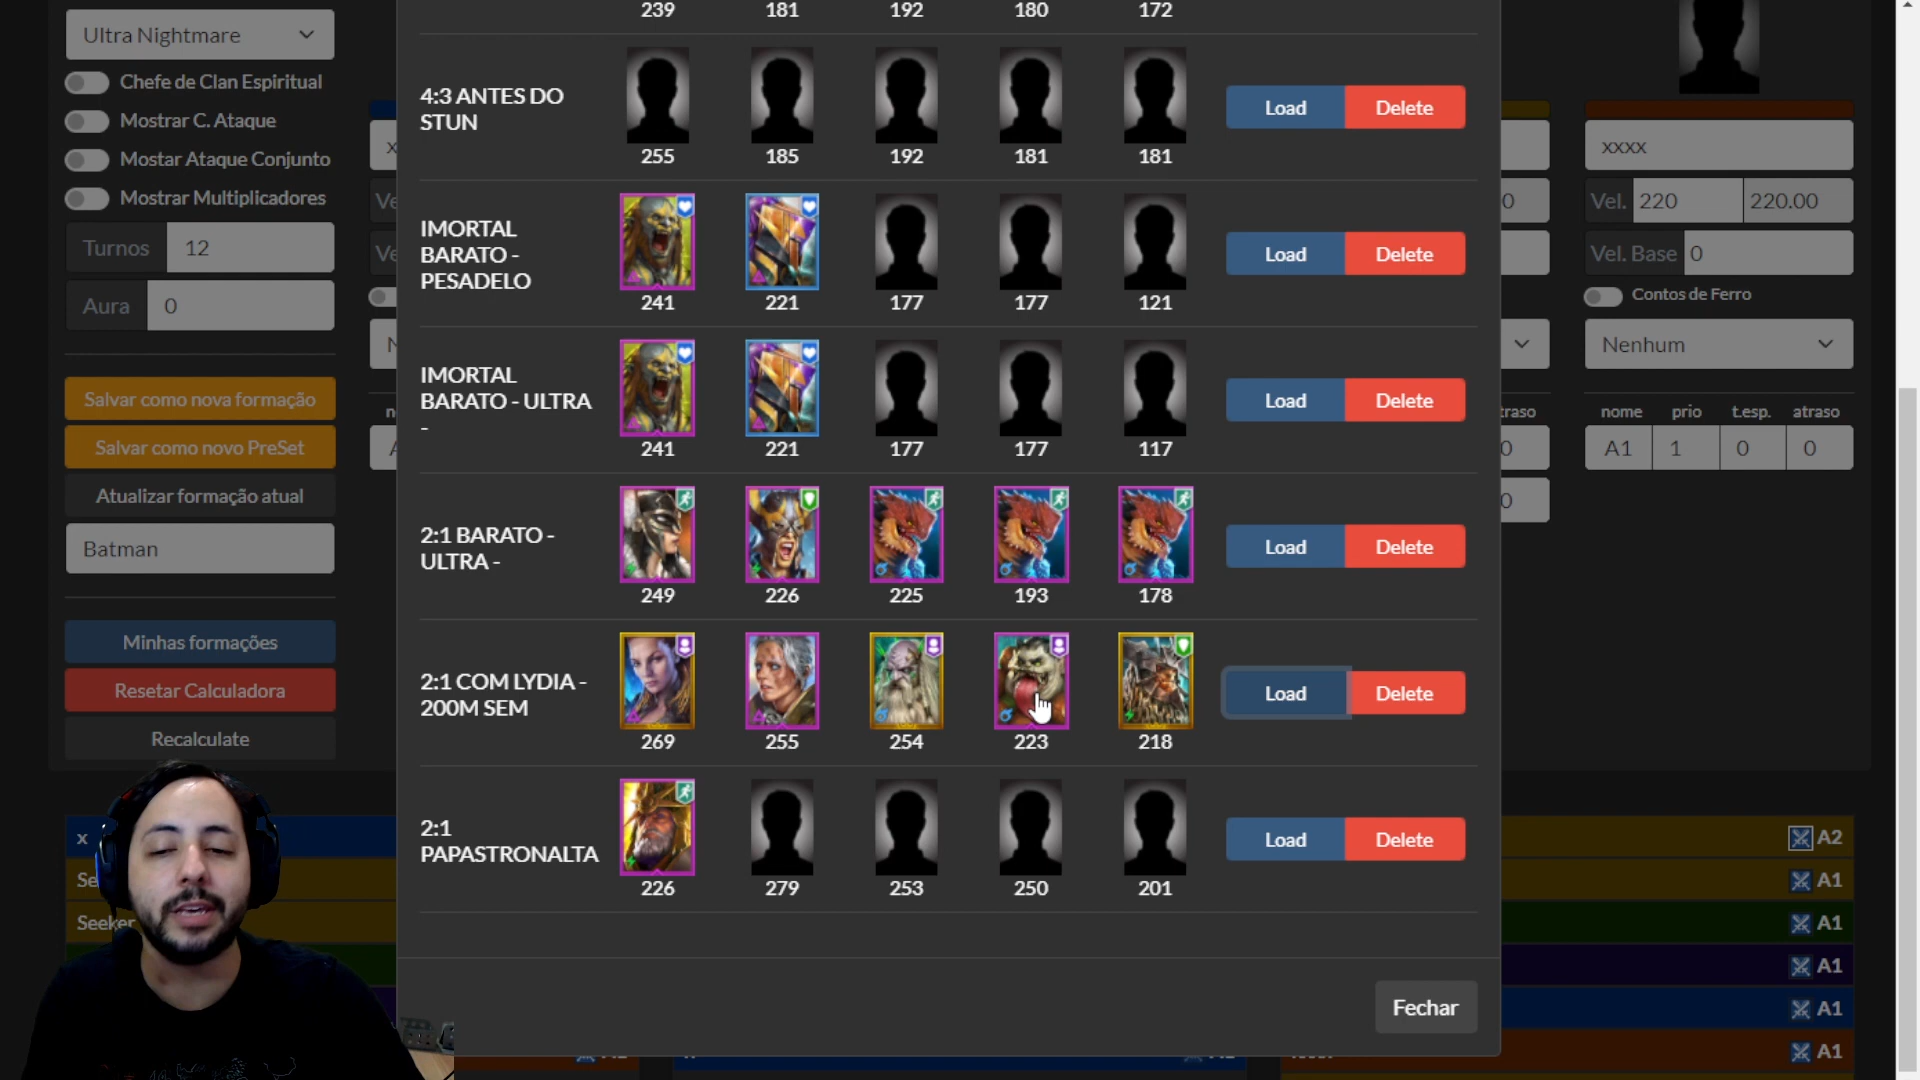 Ultra Nightmare
Chefe de Clan Espiritual
Mostrar C. Ataque
Mostar Ataque Conjunto
Mostrar Multiplicadores
Turnos 12
Aura 0
Salvar como nova formação
Salvar como novo PreSet
Atualizar formação atual
Batman
Minhas formações
Resetar Calculadora
Recalculate
x
Seeker
239 181 192 180 172
4:3 ANTES DO
STUN
255 185 192 181 181
Load Delete
IMORTAL
BARATO -
PESADELO
241 221 177 177 121
Load Delete
IMORTAL
BARATO - ULTRA
-
241 221 177 177 117
Load Delete
2:1 BARATO -
ULTRA -
249 226 225 193 178
Load Delete
2:1 COM LYDIA -
200M SEM
269 255 254 223 218
Load Delete
2:1
PAPASTRONALTA
226 279 253 250 201
Load Delete
Fechar
xxxx
Vel. 220 220.00
Vel. Base 0
Contos de Ferro
Nenhum
nome prio t.esp. atraso
A1 1 0 0
A2
A1
A1
A1
A1
A1